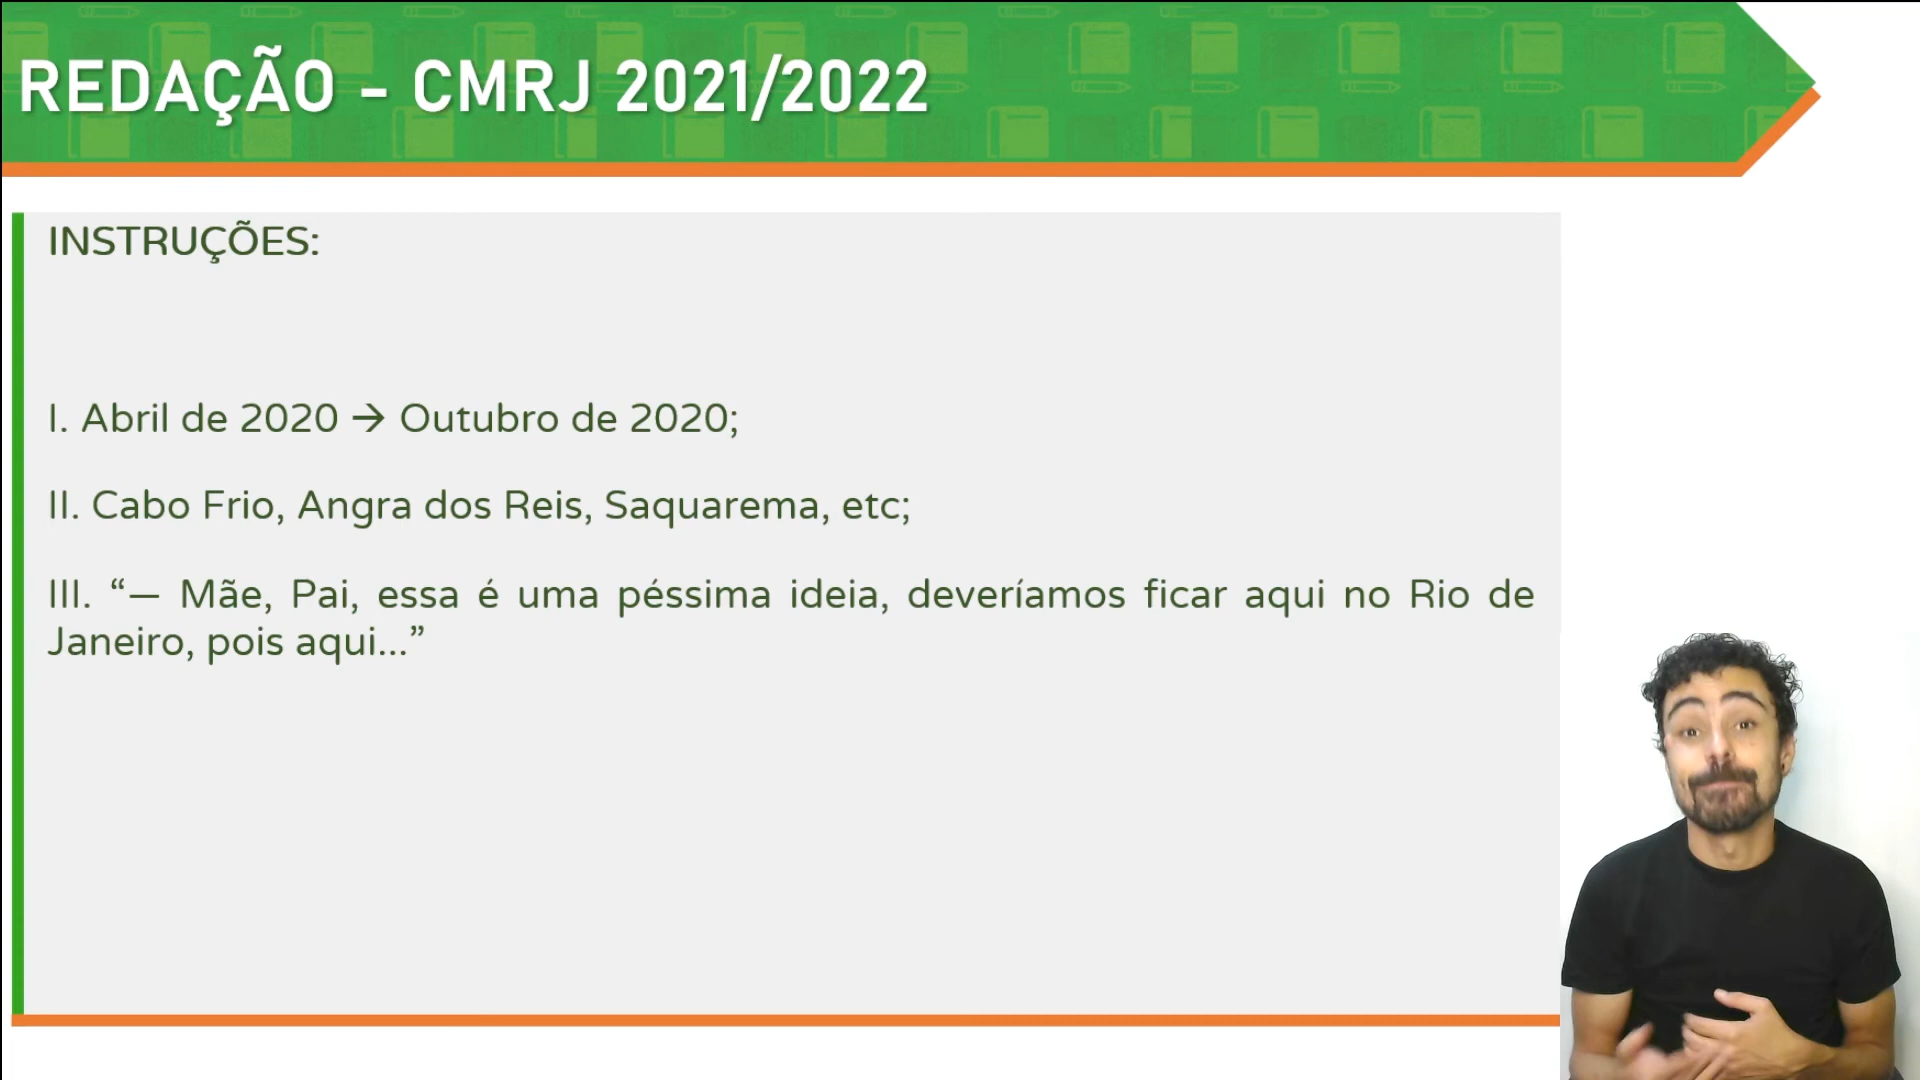 REDAÇÃO - CMRJ 2021/2022
INSTRUÇÕES:
I. Abril de 2020 → Outubro de 2020;
II. Cabo Frio, Angra dos Reis, Saquarema, etc;
III. “— Mãe, Pai, essa é uma péssima ideia, deveríamos ficar aqui no Rio de
Janeiro, pois aqui...”